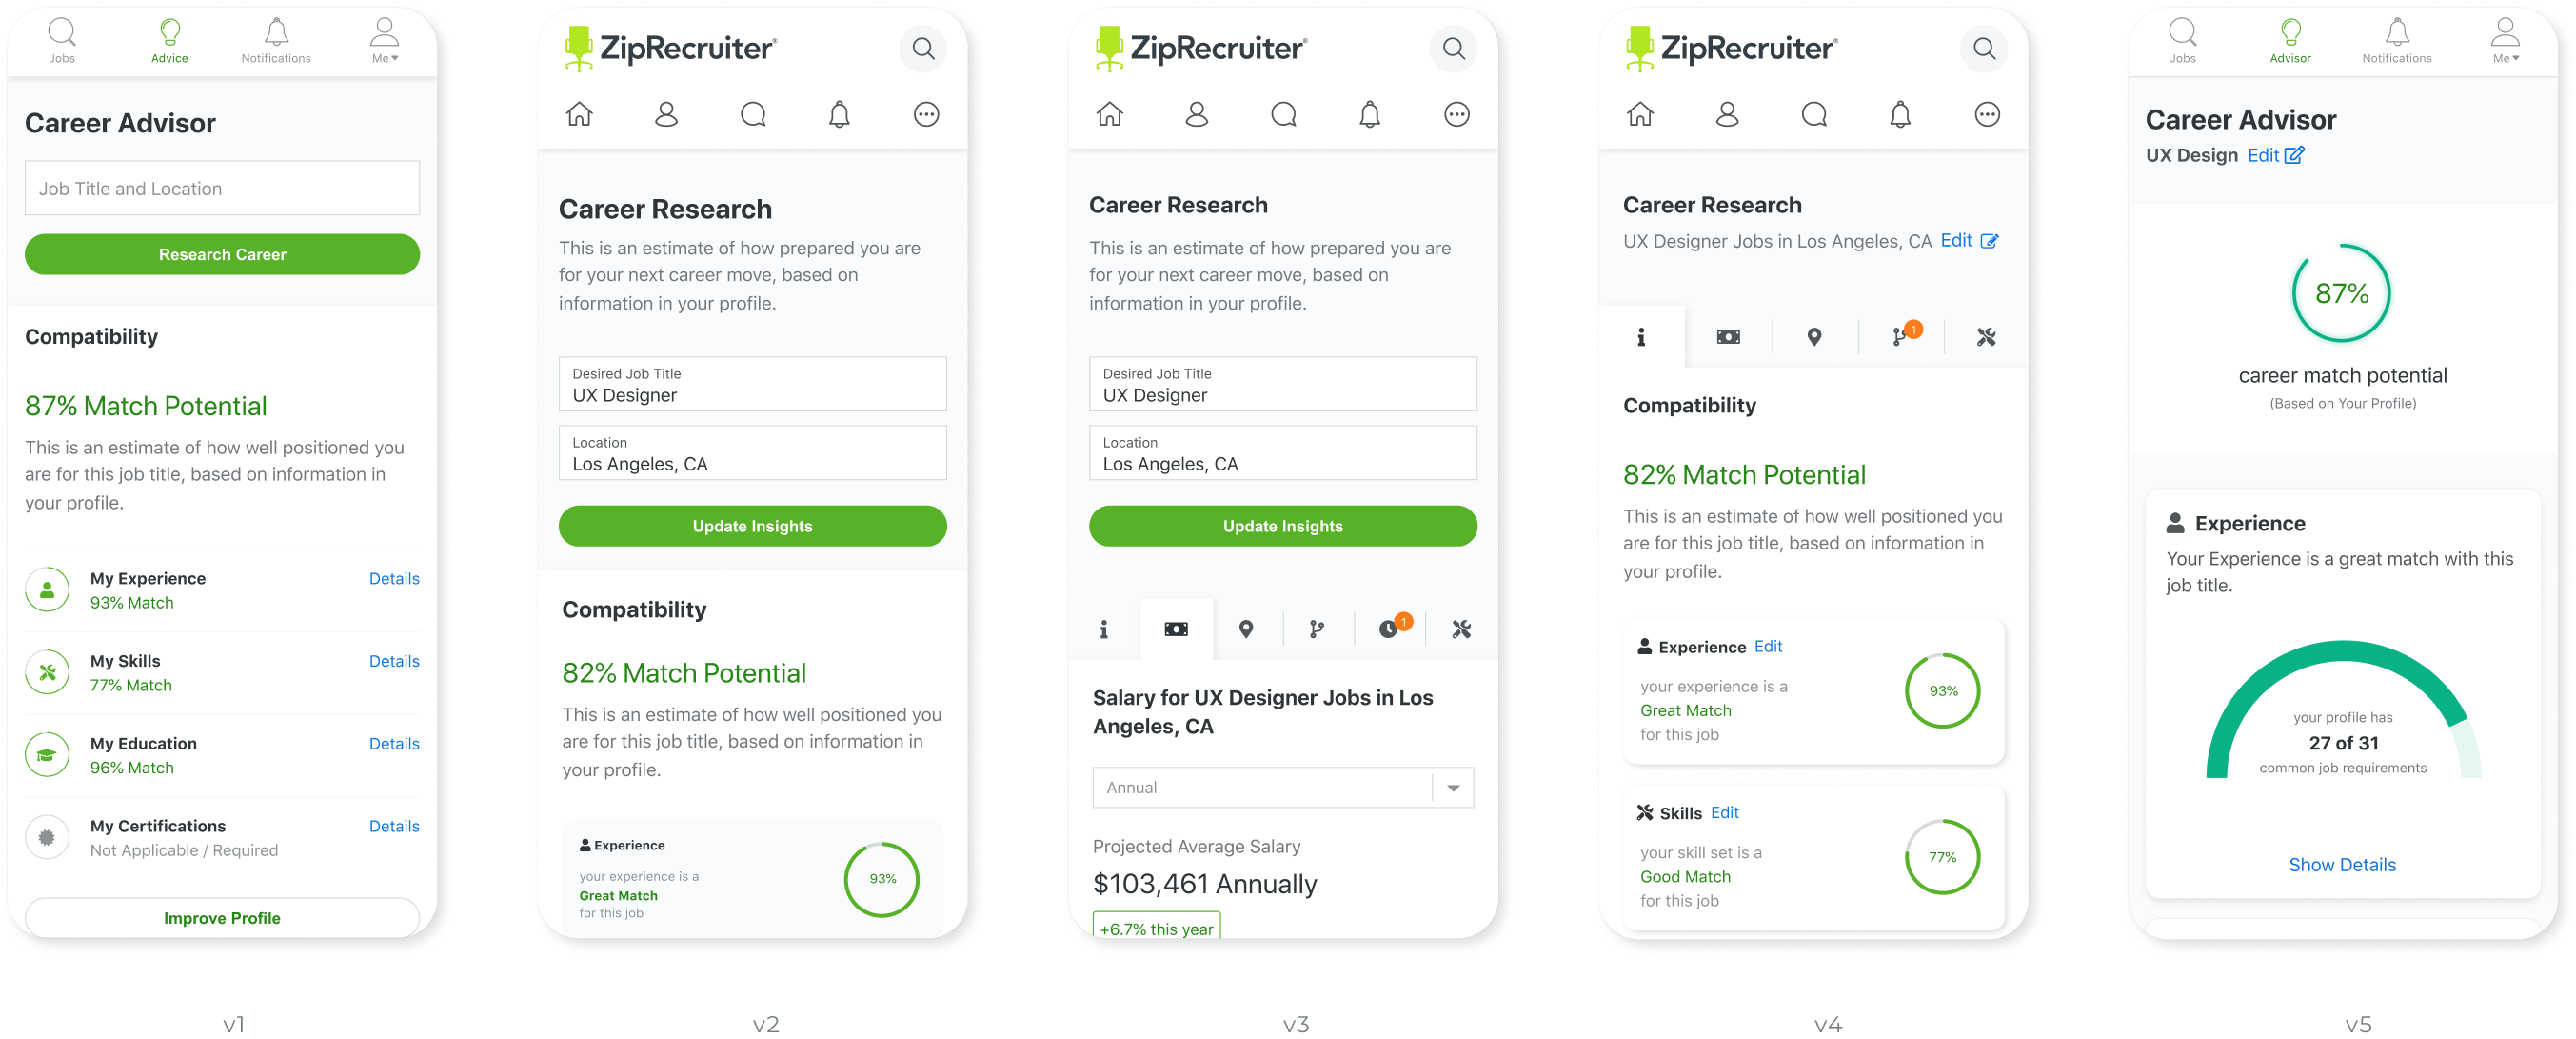 Jobs
Advice
Notifications
Me
Career Advisor
Job Title and Location
Research Career
Compatibility
87% Match Potential
This is an estimate of how well positioned you
are for this job title, based on information in
your profile.
My Experience
Details
93% Match
My Skills
Details
77% Match
My Education
Details
96% Match
My Certifications
Details
Not Applicable / Required
Improve Profile
v1
ZipRecruiter®
Career Research
This is an estimate of how prepared you are
for your next career move, based on
information in your profile.
Desired Job Title
UX Designer
Location
Los Angeles, CA
Update Insights
Compatibility
82% Match Potential
This is an estimate of how well positioned you
are for this job title, based on information in
your profile.
Experience
your experience is a
Great Match
for this job
93%
v2
ZipRecruiter®
Career Research
This is an estimate of how prepared you are
for your next career move, based on
information in your profile.
Desired Job Title
UX Designer
Location
Los Angeles, CA
Update Insights
1
Salary for UX Designer Jobs in Los
Angeles, CA
Annual
Projected Average Salary
$103,461 Annually
+6.7% this year
v3
ZipRecruiter®
Career Research
UX Designer Jobs in Los Angeles, CA Edit
1
Compatibility
82% Match Potential
This is an estimate of how well positioned you
are for this job title, based on information in
your profile.
Experience Edit
your experience is a
Great Match
for this job
93%
Skills Edit
your skill set is a
Good Match
for this job
77%
v4
Jobs
Advisor
Notifications
Me
Career Advisor
UX Design Edit
87%
career match potential
(Based on Your Profile)
Experience
Your Experience is a great match with this
job title.
your profile has
27 of 31
common job requirements
Show Details
v5